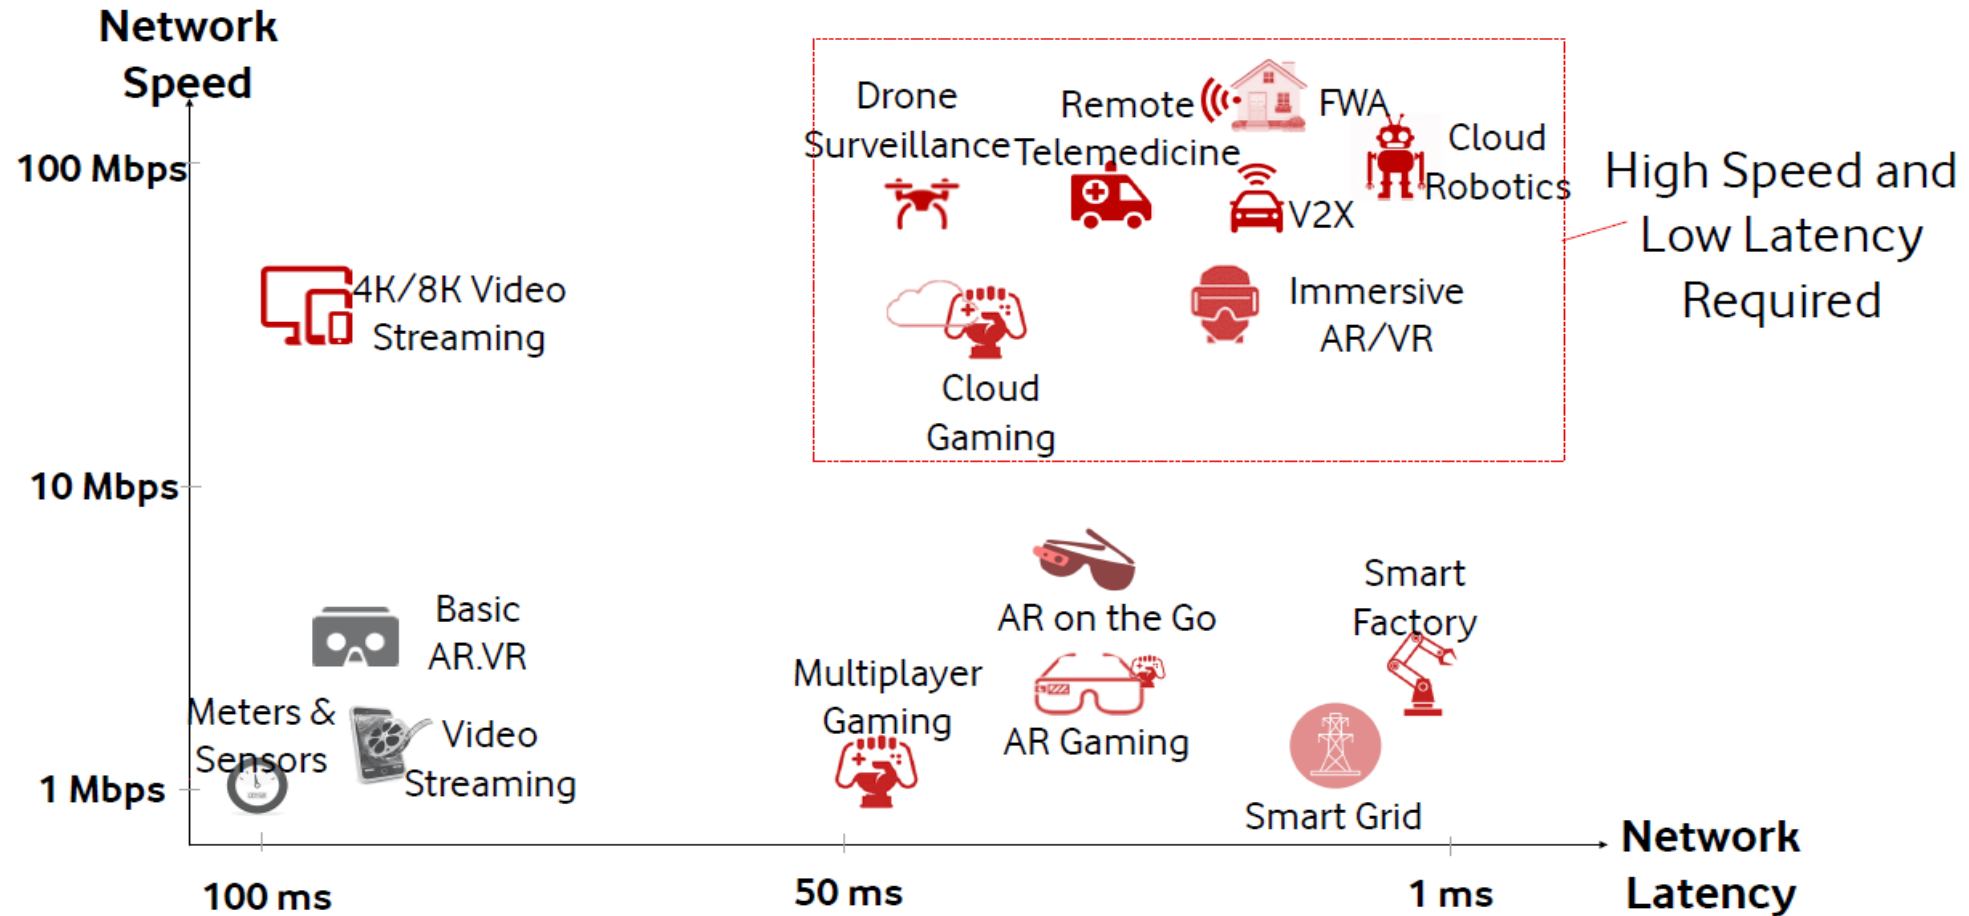 Network
Speed
100 Mbps
10 Mbps
1 Mbps
Drone
Surveillance
Remote
Telemedicine
FWA
Cloud
Robotics
V2X
High Speed and
Low Latency
Required
4K/8K Video
Streaming
Immersive
AR/VR
Cloud
Gaming
Basic
AR.VR
Meters &
Sensors
Video
Streaming
Multiplayer
Gaming
AR on the Go
AR Gaming
Smart
Factory
Smart Grid
100 ms
50 ms
1 ms
Network
Latency